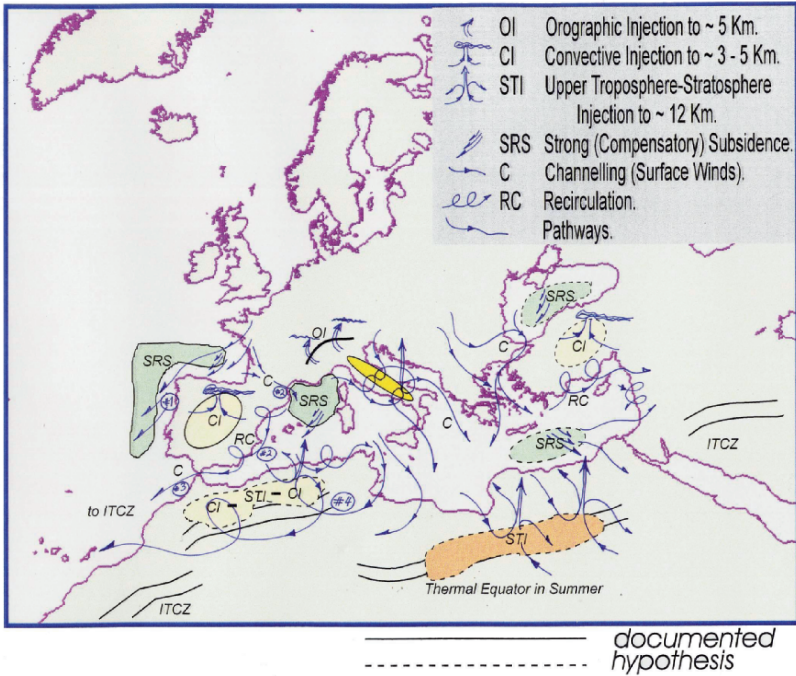 OI Orographic Injection to ~ 5 Km.
CI Convective Injection to ~ 3 - 5 Km.
STI Upper Troposphere-Stratosphere
Injection to ~ 12 Km.
SRS Strong (Compensatory) Subsidence.
C Channelling (Surface Winds).
RC Recirculation.
Pathways.
SRS
OI
CI
C
SRS
C
#2
SRS
#1
CI
RC
RC
C
ITCZ
#2
SRS
C
#3
STI
CI
CI
#4
to ITCZ
STI
Thermal Equator in Summer
ITCZ
documented
hypothesis